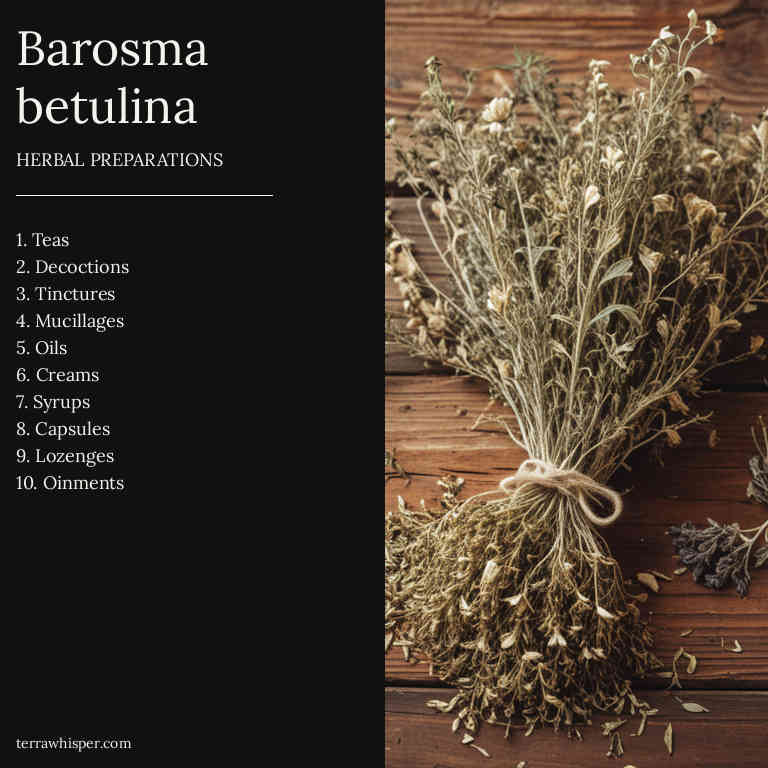 Barosma
betulina
HERBAL PREPARATIONS
1. Teas
2. Decoctions
3. Tinctures
4. Mucillages
5. Oils
6. Creams
7. Syrups
8. Capsules
9. Lozenges
10. Oinments
terrawhisper.com